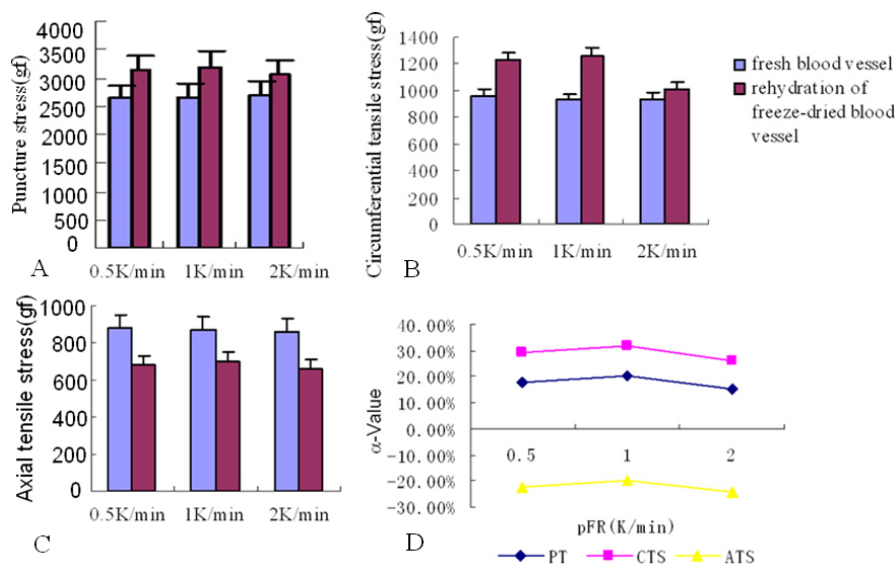 Puncture stress(gf)
4000
3500
3000
2500
2000
1500
1000
500
0
0.5K/min 1K/min 2K/min
A
Circumferential tensile stress(gf)
1400
1200
1000
800
600
400
200
0
0.5K/min 1K/min 2K/min
B
fresh blood vessel
rehydration of
freeze-dried blood
vessel
Axial tensile stress(gf)
1000
800
600
400
200
0
0.5K/min 1K/min 2K/min
C
α-Value
40.00%
30.00%
20.00%
10.00%
0.00%
-10.00%
-20.00%
-30.00%
0.5 1 2
pFR(K/min)
D
PT CTS ATS